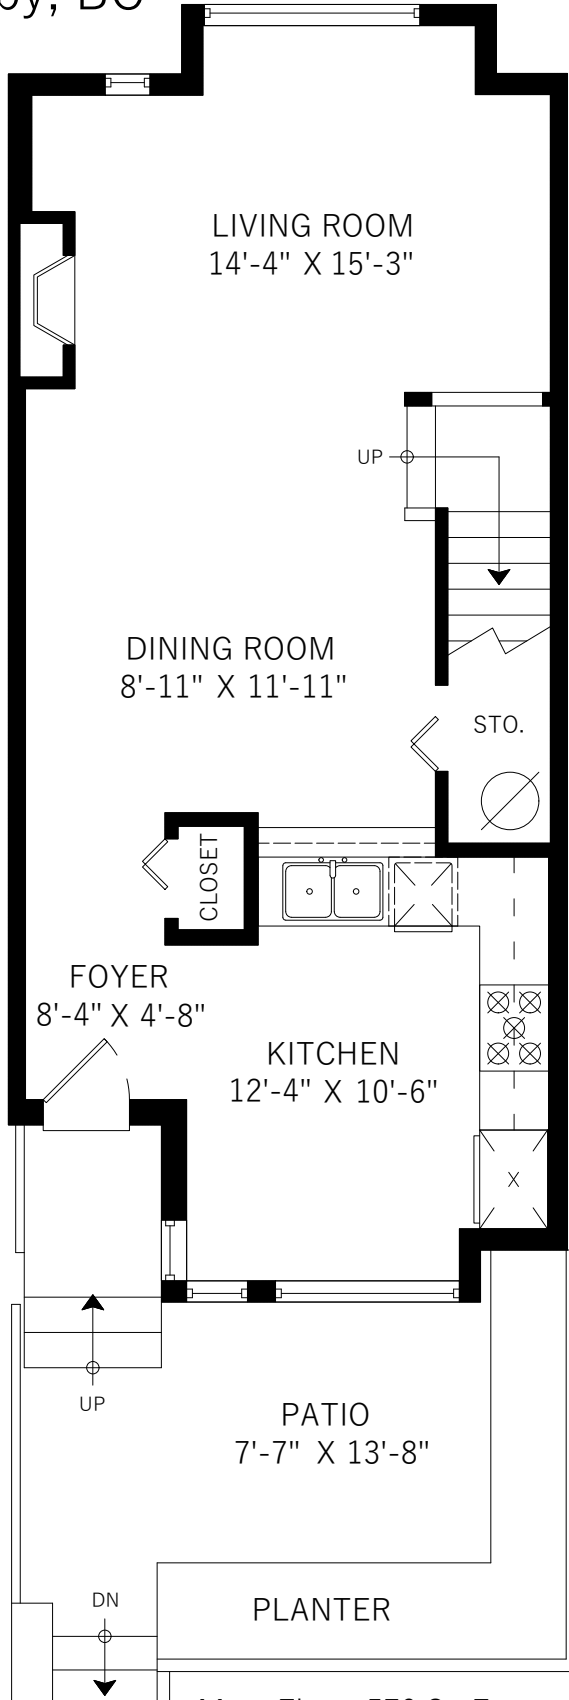 BC
LIVING ROOM
14'-4" X 15'-3"
UP
DINING ROOM
8'-11" X 11'-11"
STO.
CLOSET
FOYER
8'-4" X 4'-8"
KITCHEN
12'-4" X 10'-6"
X
UP
PATIO
7'-7" X 13'-8"
DN
PLANTER